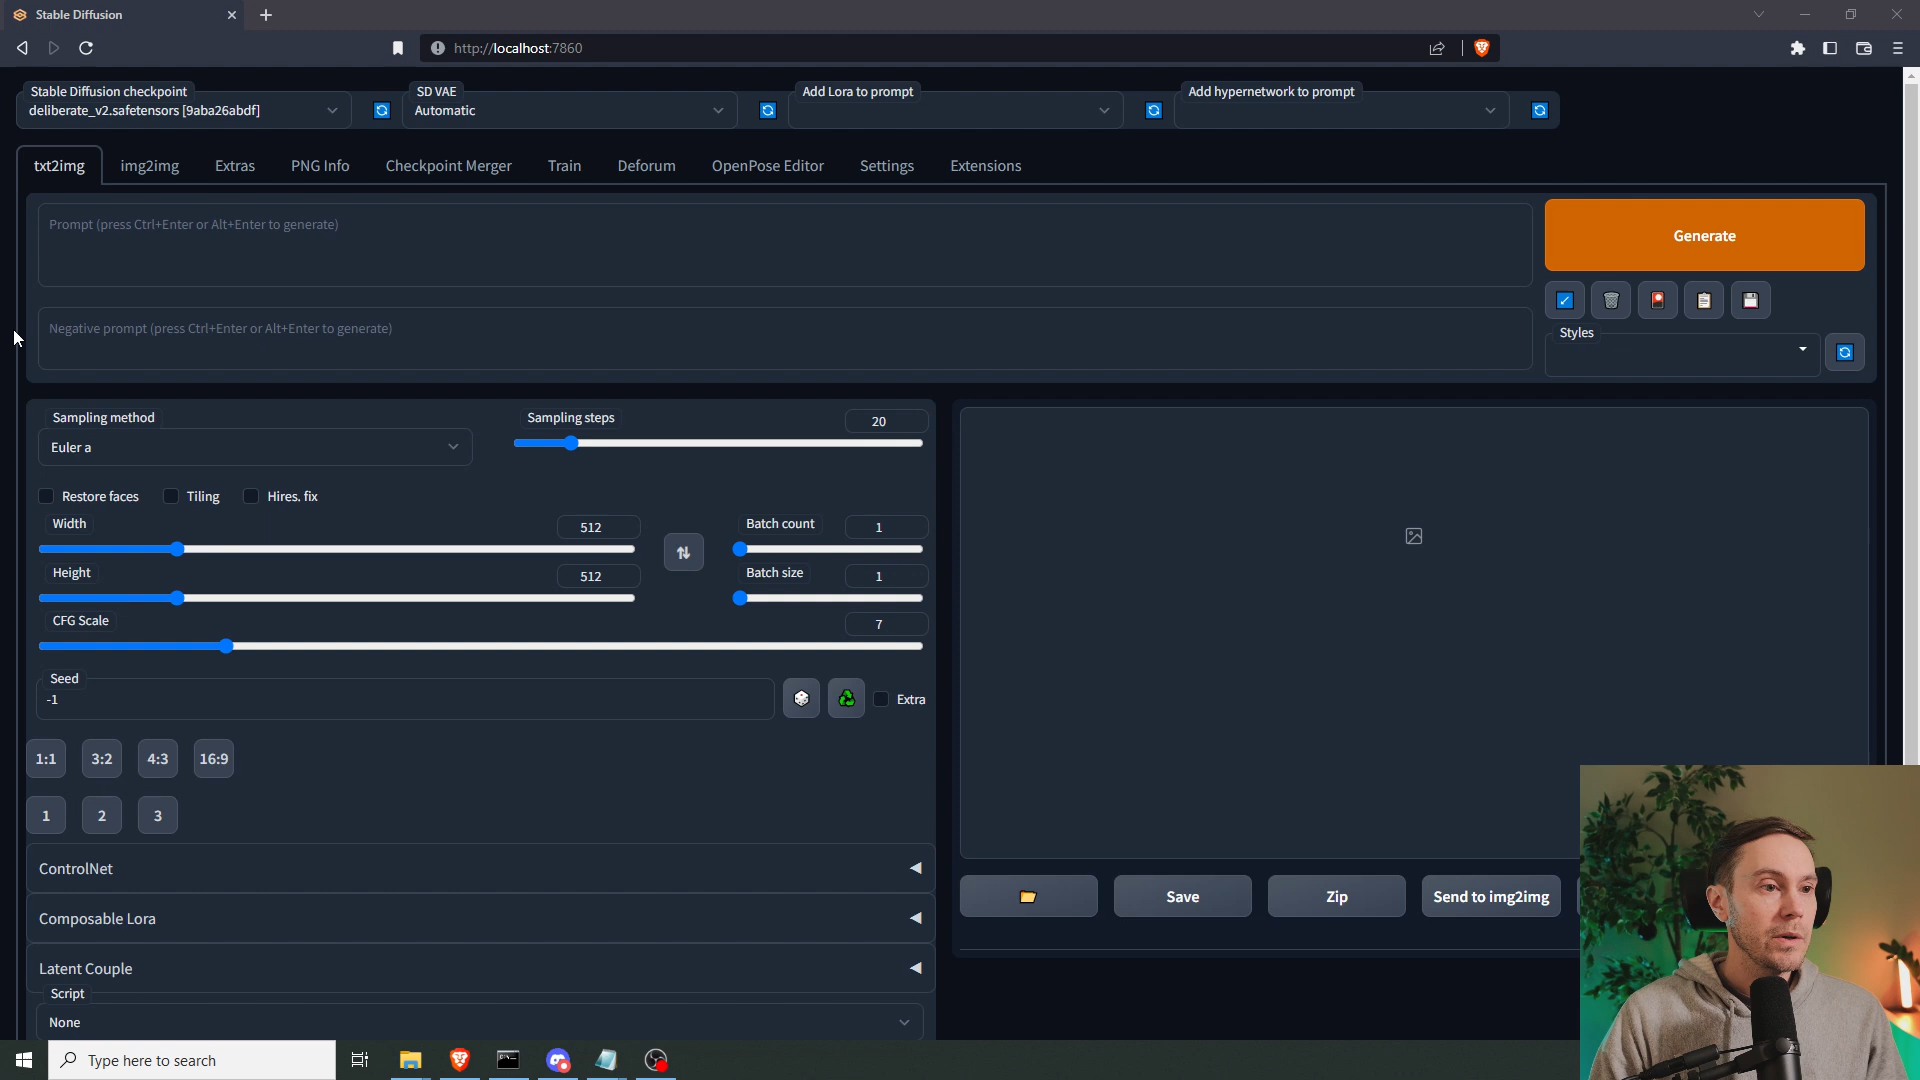 Stable Diffusion
http://localhost:7860
Stable Diffusion checkpoint
deliberate_v2.safetensors [9aba26abdf]
SD VAE
Automatic
Add Lora to prompt
Add hypernetwork to prompt
txt2img
img2img
Extras
PNG Info
Checkpoint Merger
Train
Deforum
OpenPose Editor
Settings
Extensions
Prompt (press Ctrl+Enter or Alt+Enter to generate)
Generate
Negative prompt (press Ctrl+Enter or Alt+Enter to generate)
Styles
Sampling method
Euler a
Sampling steps
20
Restore faces
Tiling
Hires. fix
Width
512
Batch count
1
Height
512
Batch size
1
CFG Scale
7
Seed
-1
Extra
1:1
3:2
4:3
16:9
1
2
3
ControlNet
Composable Lora
Latent Couple
Script
None
Save
Zip
Send to img2img
Type here to search